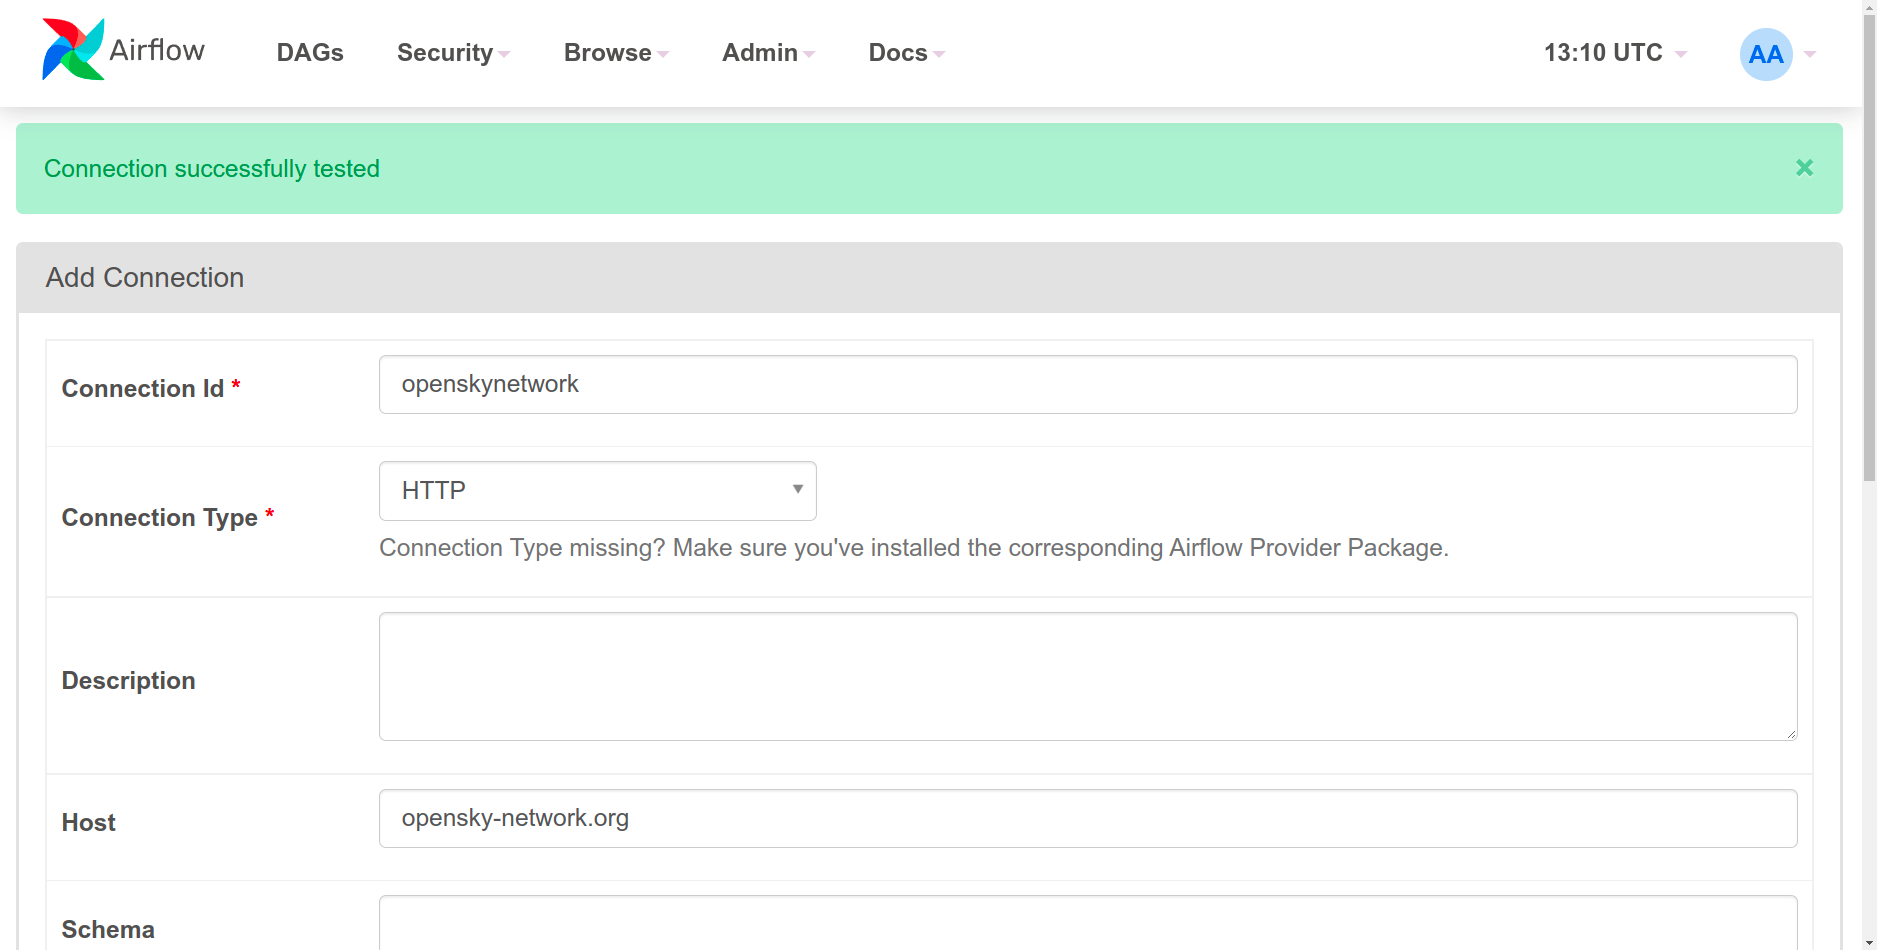 Airflow DAGs Security Browse Admin Docs 13:10 UTC AA
Connection successfully tested ×
Add Connection
Connection Id * openskynetwork
Connection Type * HTTP
Connection Type missing? Make sure you've installed the corresponding Airflow Provider Package.
Description
Host opensky-network.org
Schema